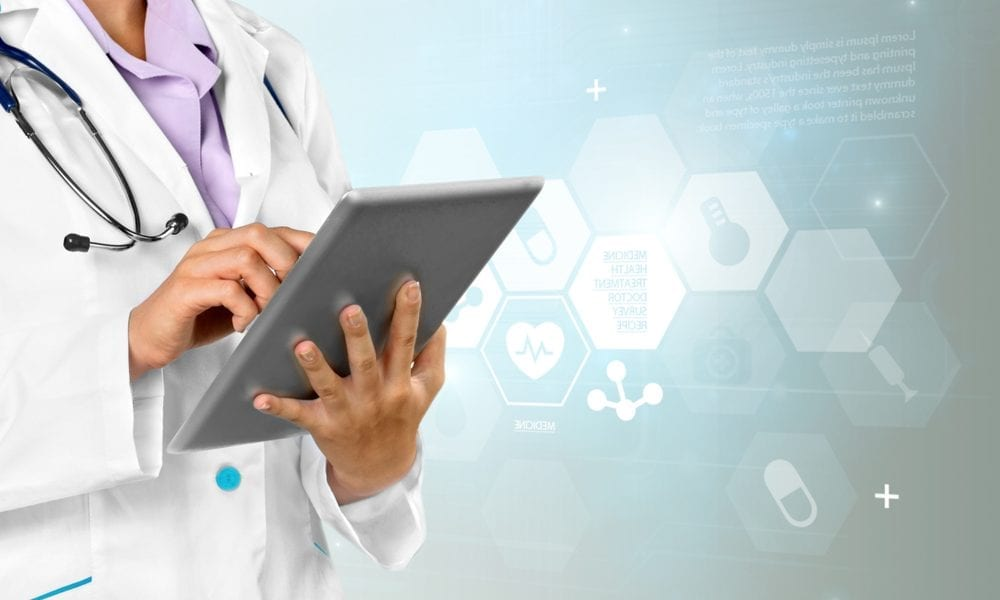 Lorem Ipsum is simply dummy text of the
printing and typesetting industry. Lorem
Ipsum has been the industry's standard
dummy text ever since the 1500s, when an
unknown printer took a galley of type and
scrambled it to make a type specimen book.
MEDICINE
HEALTH
TREATMENT
DOCTOR
SURVEY
RECIPE
MEDICINE